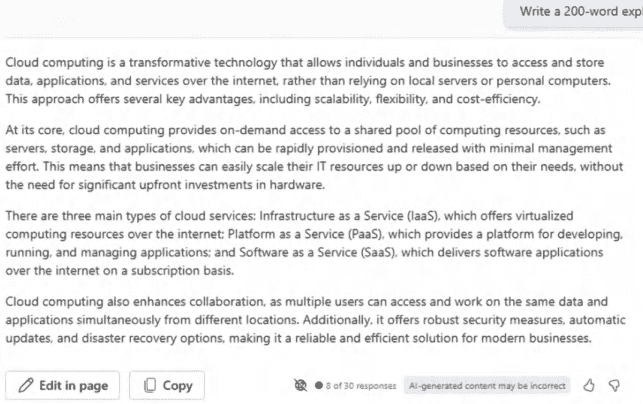 Write a 200-word exp
Cloud computing is a transformative technology that allows individuals and businesses to access and store
data, applications, and services over the internet, rather than relying on local servers or personal computers.
This approach offers several key advantages, including scalability, flexibility, and cost-efficiency.
At its core, cloud computing provides on-demand access to a shared pool of computing resources, such as
servers, storage, and applications, which can be rapidly provisioned and released with minimal management
effort. This means that businesses can easily scale their IT resources up or down based on their needs, without
the need for significant upfront investments in hardware.
There are three main types of cloud services: Infrastructure as a Service (IaaS), which offers virtualized
computing resources over the internet; Platform as a Service (PaaS), which provides a platform for developing,
running, and managing applications; and Software as a Service (SaaS), which delivers software applications
over the internet on a subscription basis.
Cloud computing also enhances collaboration, as multiple users can access and work on the same data and
applications simultaneously from different locations. Additionally, it offers robust security measures, automatic
updates, and disaster recovery options, making it a reliable and efficient solution for modern businesses.
Edit in page Copy 8 of 30 responses AI-generated content may be incorrect